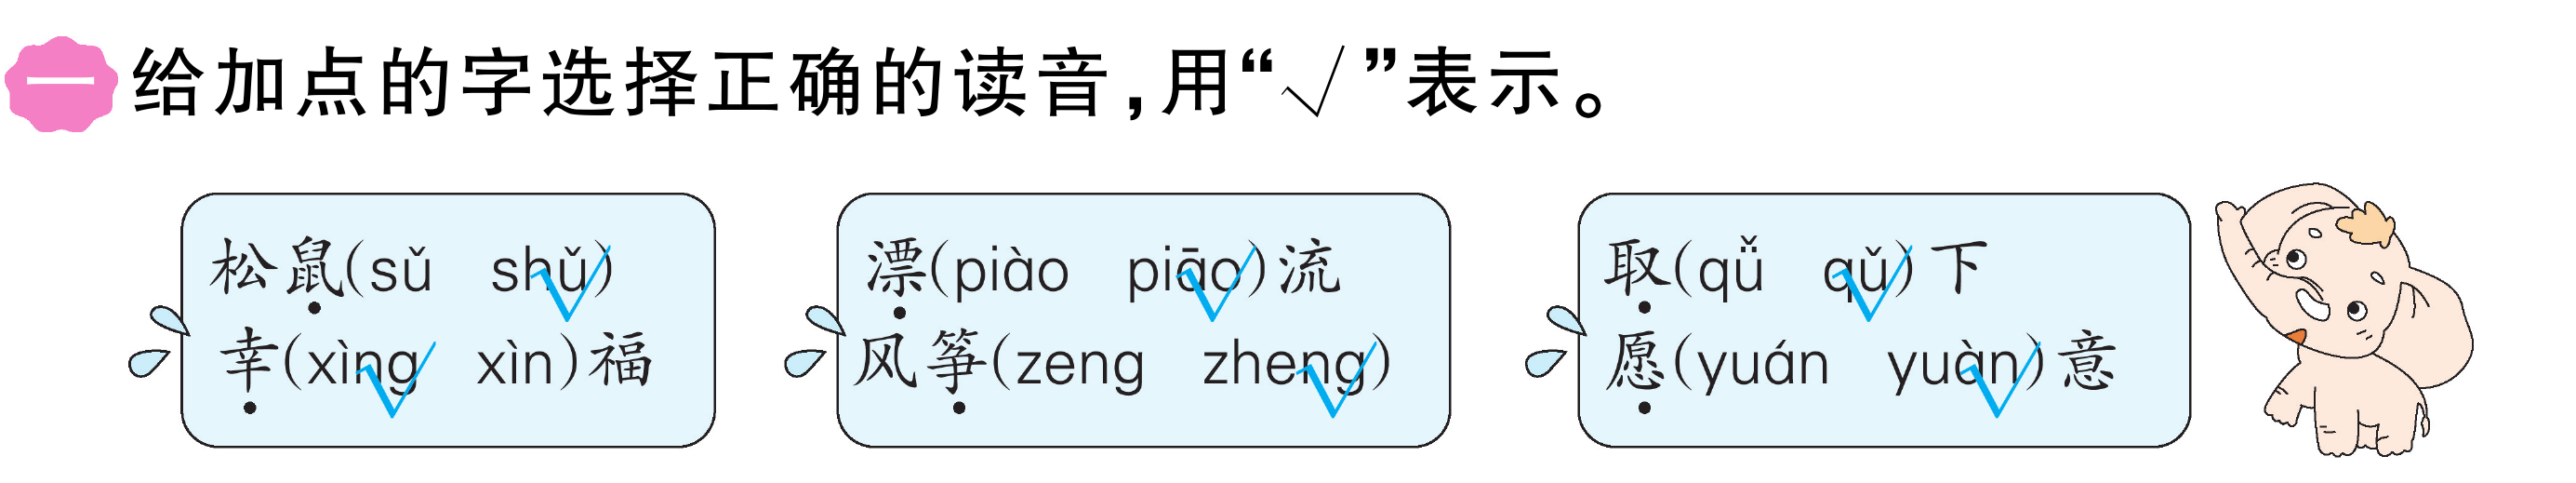 一 给加点的字选择正确的读音,用“√”表示。
松鼠(sǔ shǔ√)
幸(xìng√ xìn)福
漂(piào piāo√)流
风筝(zeng zheng√)
取(qǚ qǔ√)下
愿(yuán yuàn√)意